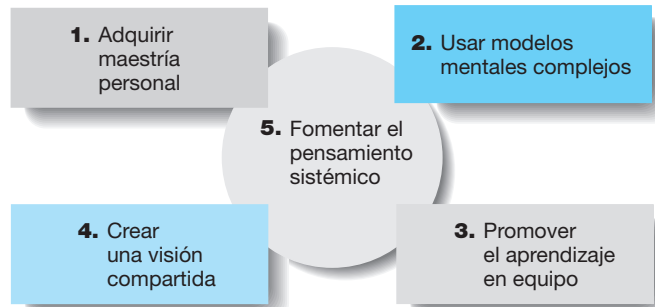 1. Adquirir
maestría
personal
2. Usar modelos
mentales complejos
5. Fomentar el
pensamiento
sistémico
4. Crear
una visión
compartida
3. Promover
el aprendizaje
en equipo